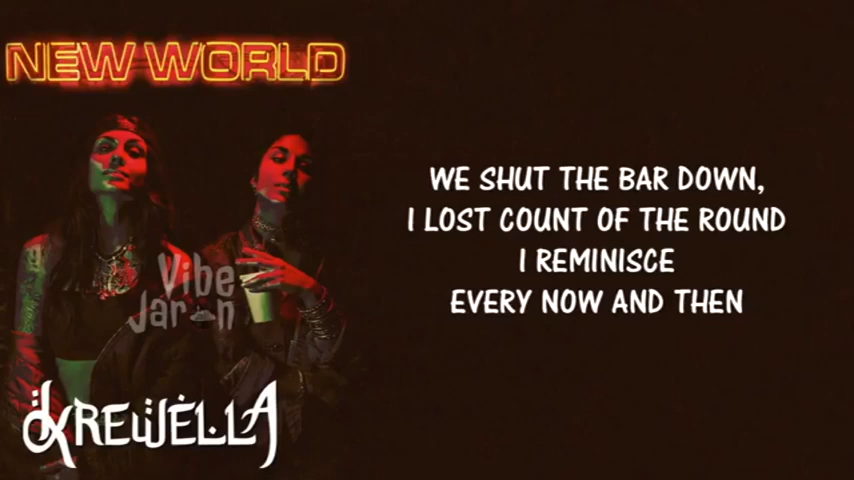 NEW WORLD
WE SHUT THE BAR DOWN,
I LOST COUNT OF THE ROUND
I REMINISCE
EVERY NOW AND THEN
Vibe
Jar n
KREWELLA